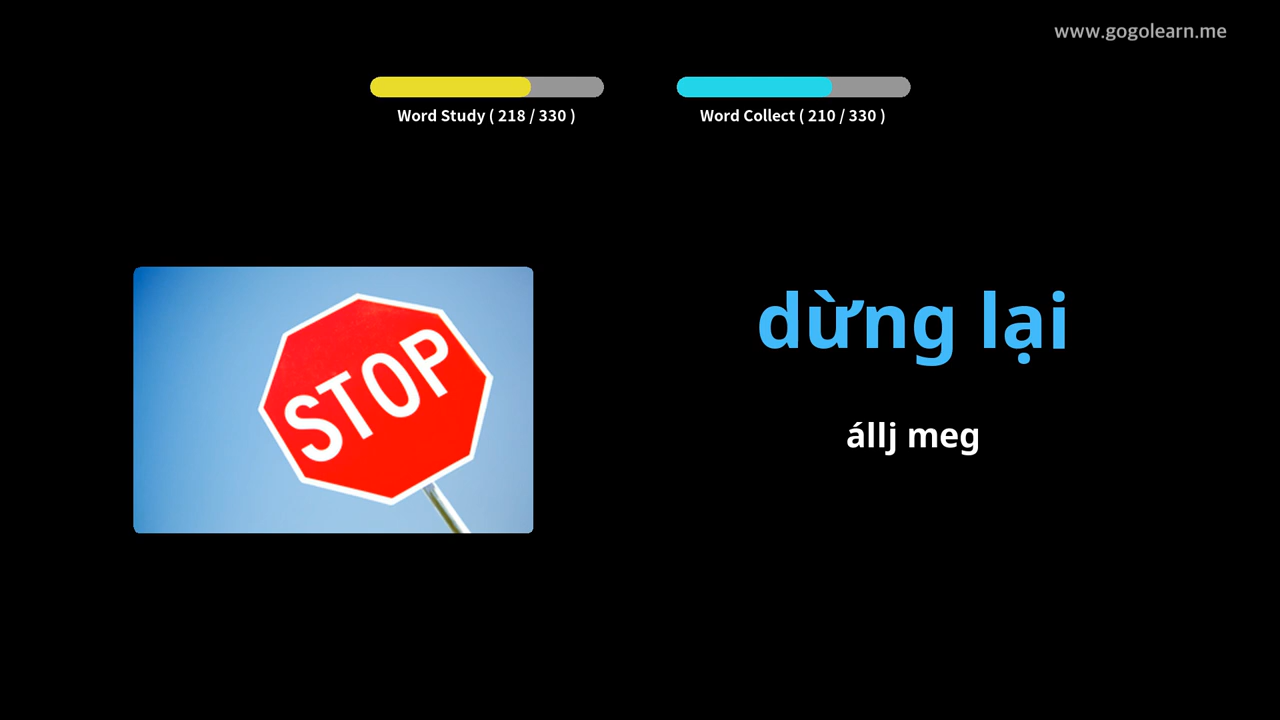 www.gogolearn.me
Word Study ( 218 / 330 )
Word Collect ( 210 / 330 )
STOP
dừng lại
állj meg